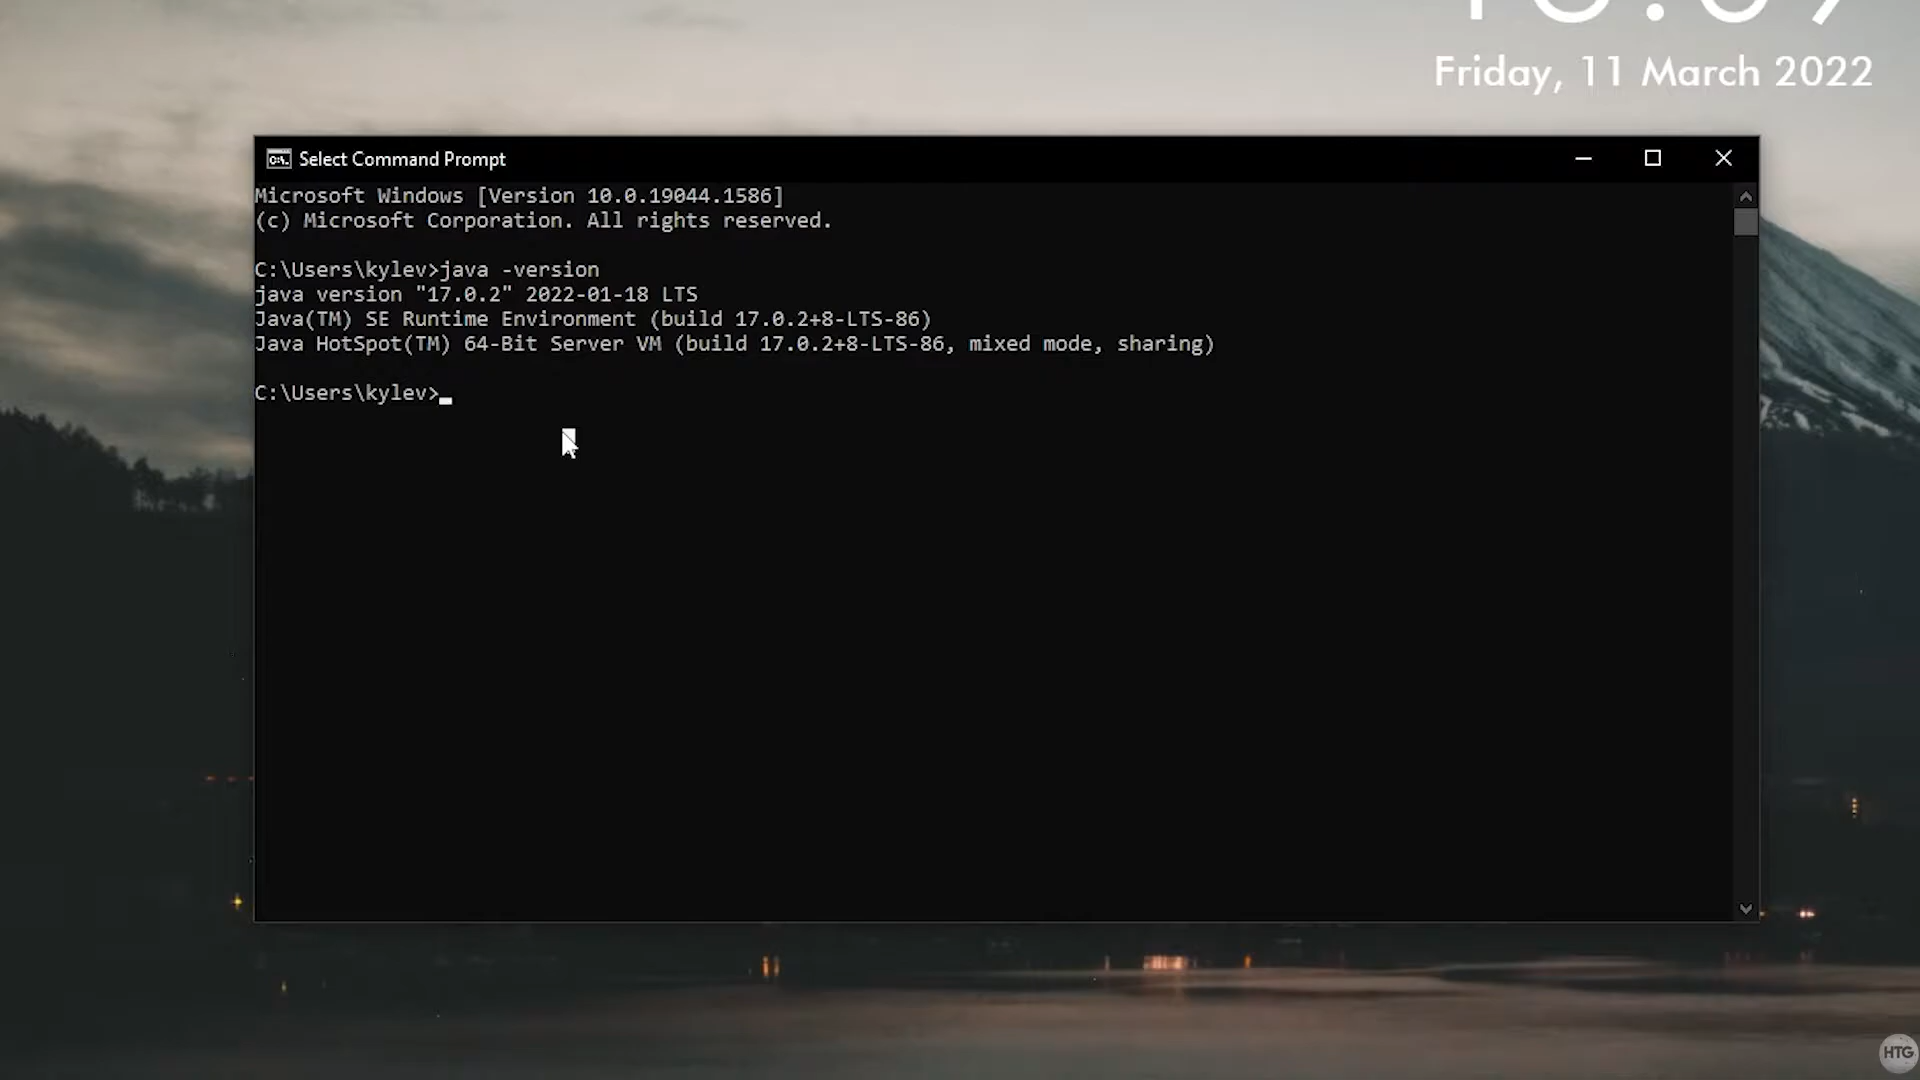 Friday, 11 March 2022
Select Command Prompt
Microsoft Windows [Version 10.0.19044.1586]
(c) Microsoft Corporation. All rights reserved.
C:\Users\kylev>java -version
java version "17.0.2" 2022-01-18 LTS
Java(TM) SE Runtime Environment (build 17.0.2+8-LTS-86)
Java HotSpot(TM) 64-Bit Server VM (build 17.0.2+8-LTS-86, mixed mode, sharing)
C:\Users\kylev>
HTG